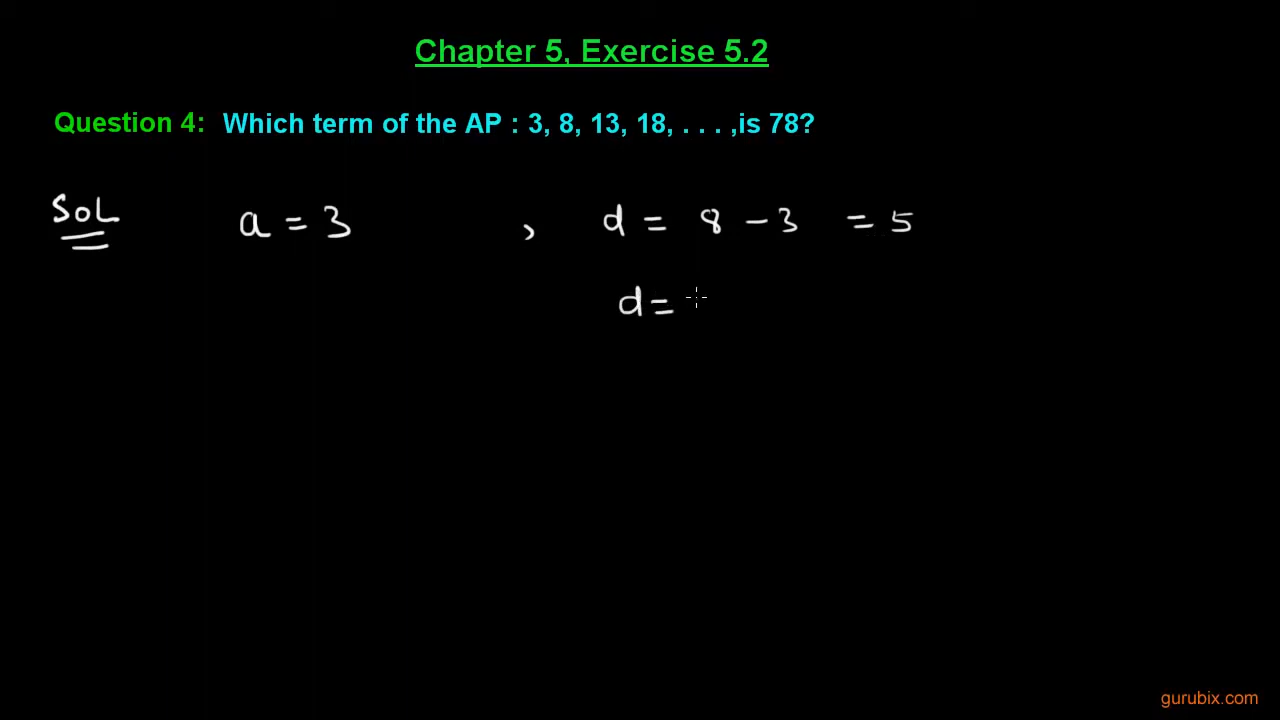 Chapter 5, Exercise 5.2
Question 4: Which term of the AP : 3, 8, 13, 18, . . . . ,is 78?
SoL a = 3 , d = 8 - 3 = 5
d =
gurubix.com